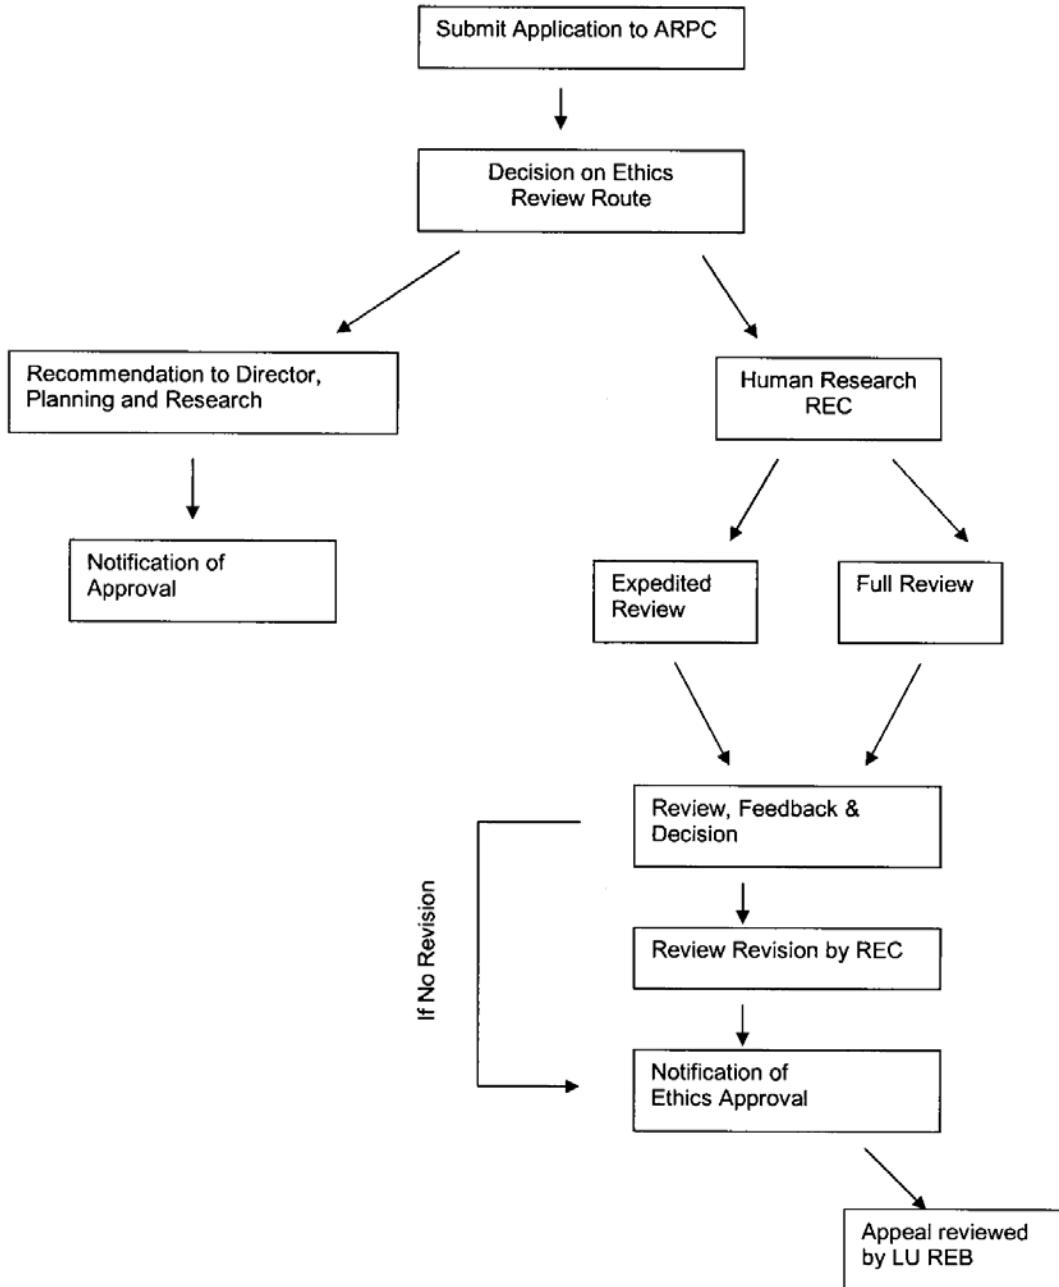 Submit Application to ARPC
Decision on Ethics
Review Route
Recommendation to Director,
Planning and Research
Human Research
REC
Notification of
Approval
Expedited
Review
Full Review
Review, Feedback &
Decision
If No Revision
Review Revision by REC
Notification of
Ethics Approval
Appeal reviewed
by LU REB